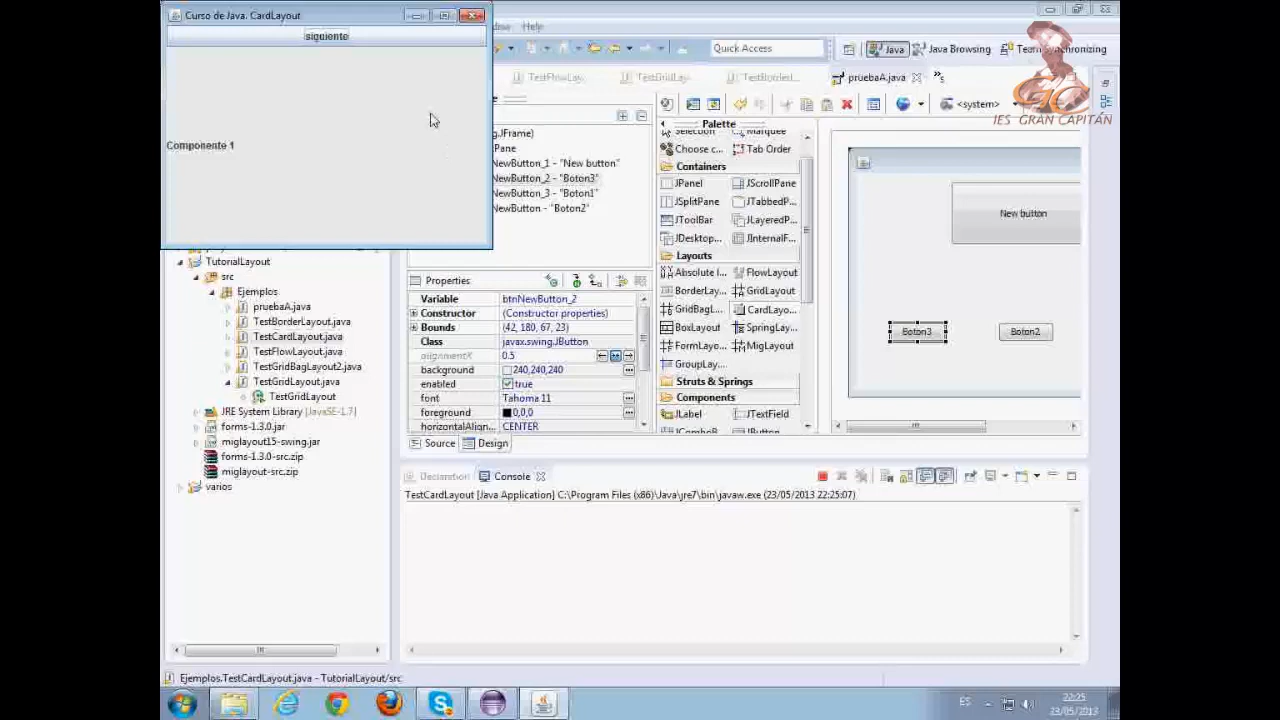 Curso de Java. CardLayout
siguiente
Componente 1
Help
Quick Access
Java
Java Browsing
Team Synchronizing
IES GRAN CAPITÁN
TestFlowLay...
TestGridLay...
TestBorderL...
pruebaA.java
g.JFrame)
Pane
NewButton_1 - "New button"
NewButton_2 - "Boton3"
NewButton_3 - "Boton1"
NewButton - "Boton2"
Palette
<system>
Selection
Marquee
Choose c...
Tab Order
Containers
JPanel
JScrollPane
JSplitPane
JTabbedP...
JToolBar
JLayeredP...
JDesktop...
JInternalF...
Layouts
Absolute l...
FlowLayout
BorderLay...
GridLayout
GridBagL...
CardLayo...
BoxLayout
SpringLay...
FormLayo...
MigLayout
GroupLay...
Struts & Springs
Components
JLabel
JTextField
JComboB...
JButton
New button
Boton3
Boton2
TutorialLayout
src
Ejemplos
pruebaA.java
TestBorderLayout.java
TestCardLayout.java
TestFlowLayout.java
TestGridBagLayout2.java
TestGridLayout.java
TestGridLayout
JRE System Library [JavaSE-1.7]
forms-1.3.0.jar
miglayout15-swing.jar
forms-1.3.0-src.zip
miglayout-src.zip
varios
Properties
Variable btnNewButton_2
Constructor (Constructor properties)
Bounds (42, 180, 67, 23)
Class javax.swing.JButton
alignmentX 0.5
background 240,240,240
enabled true
font Tahoma 11
foreground 0,0,0
horizontalAlign... CENTER
Source
Design
Declaration
Console
TestCardLayout [Java Application] C:\Program Files (x86)\Java\jre7\bin\javaw.exe (23/05/2013 22:25:07)
Ejemplos.TestCardLayout.java - TutorialLayout/src
ES
22:25
23/05/2013